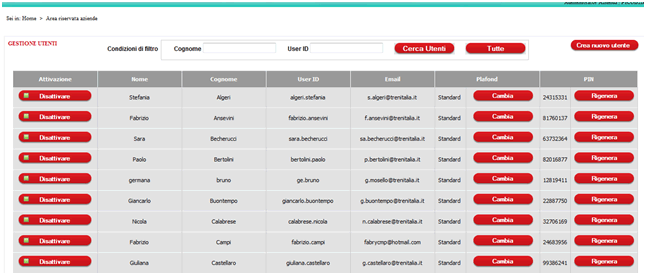 Sei in: Home > Area riservata aziende
GESTIONE UTENTI
Condizioni di filtro Cognome User ID Cerca Utenti Tutte Crea nuovo utente
Attivazione Nome Cognome User ID Email Plafond PIN
Disattivare Stefania Algeri algeri.stefania s.algeri@trenitalia.it Standard Cambia 24315331 Rigenera
Disattivare Fabrizio Ansevini fabrizio.ansevini f.ansevini@trenitalia.it Standard Cambia 81760137 Rigenera
Disattivare Sara Becherucci sara.becherucci sa.becherucci@trenitalia.it Standard Cambia 63732364 Rigenera
Disattivare Paolo Bertolini bertolini.paolo p.bertolini@trenitalia.it Standard Cambia 82016877 Rigenera
Disattivare germana bruno ge.bruno g.mosello@trenitalia.it Standard Cambia 12819411 Rigenera
Disattivare Giancarlo Buontempo giancarlo.buontempo g.buontempo@trenitalia.it Standard Cambia 22887750 Rigenera
Disattivare Nicola Calabrese calabrese.nicola n.calabrese@trenitalia.it Standard Cambia 32706169 Rigenera
Disattivare Fabrizio Campi fabrizio.campi fabrycmp@hotmail.com Standard Cambia 24683956 Rigenera
Disattivare Giuliana Castellaro giuliana.castellaro g.castellaro@trenitalia.it Standard Cambia 99386241 Rigenera